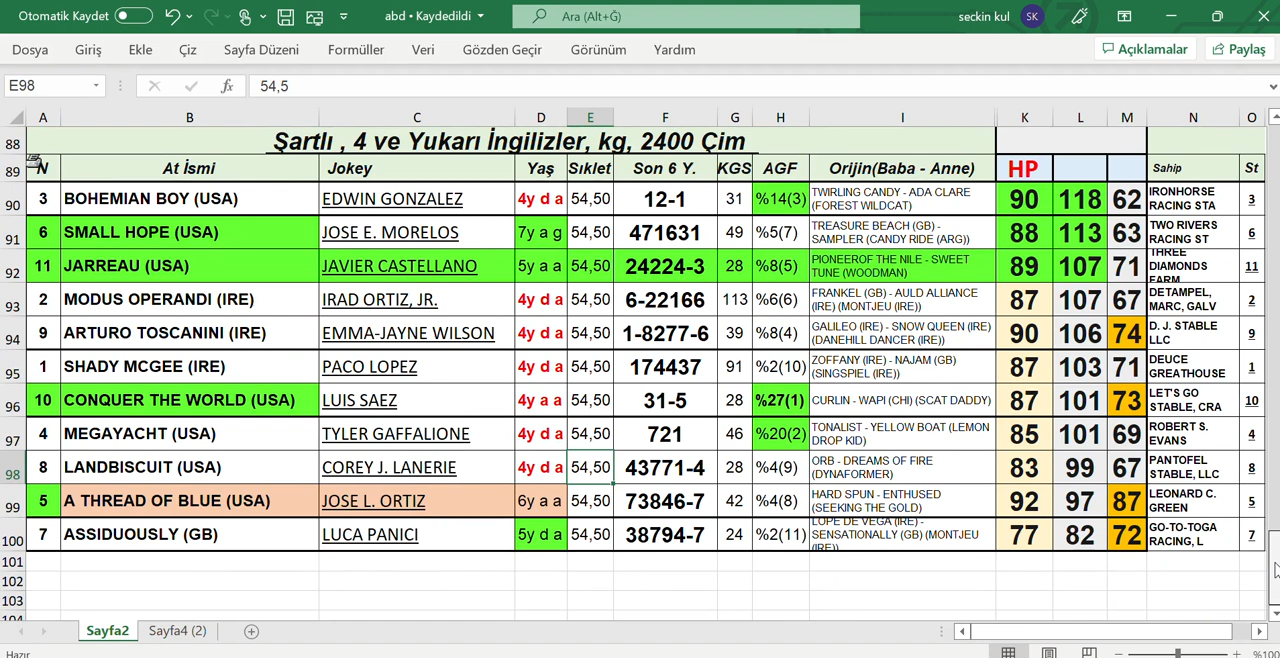 Otomatik Kaydet
abd • Kaydedildi
Ara (Alt+Ğ)
seckin kul
SK
Dosya Giriş Ekle Çiz Sayfa Düzeni Formüller Veri Gözden Geçir Görünüm Yardım
Açıklamalar
Paylaş
E98
fx
54,5
A B C D E F G H I K L M N O
88 Şartlı , 4 ve Yukarı İngilizler, kg, 2400 Çim
89 N At İsmi Jokey Yaş Sıklet Son 6 Y. KGS AGF Orijin(Baba - Anne) HP Sahip St
90 3 BOHEMIAN BOY (USA) EDWIN GONZALEZ 4y d a 54,50 12-1 31 %14(3) TWIRLING CANDY - ADA CLARE (FOREST WILDCAT) 90 118 62 IRONHORSE RACING STA 3
91 6 SMALL HOPE (USA) JOSE E. MORELOS 7y a g 54,50 471631 49 %5(7) TREASURE BEACH (GB) - SAMPLER (CANDY RIDE (ARG)) 88 113 63 TWO RIVERS RACING ST 6
92 11 JARREAU (USA) JAVIER CASTELLANO 5y a a 54,50 24224-3 28 %8(5) PIONEEROF THE NILE - SWEET TUNE (WOODMAN) 89 107 71 THREE DIAMONDS FARM 11
93 2 MODUS OPERANDI (IRE) IRAD ORTIZ, JR. 4y d a 54,50 6-22166 113 %6(6) FRANKEL (GB) - AULD ALLIANCE (IRE) (MONTJEU (IRE)) 87 107 67 DETAMPEL, MARC, GALV 2
94 9 ARTURO TOSCANINI (IRE) EMMA-JAYNE WILSON 4y d a 54,50 1-8277-6 39 %8(4) GALILEO (IRE) - SNOW QUEEN (IRE) (DANEHILL DANCER (IRE)) 90 106 74 D. J. STABLE LLC 9
95 1 SHADY MCGEE (IRE) PACO LOPEZ 4y d a 54,50 174437 91 %2(10) ZOFFANY (IRE) - NAJAM (GB) (SINGSPIEL (IRE)) 87 103 71 DEUCE GREATHOUSE 1
96 10 CONQUER THE WORLD (USA) LUIS SAEZ 4y a a 54,50 31-5 28 %27(1) CURLIN - WAPI (CHI) (SCAT DADDY) 87 101 73 LET'S GO STABLE, CRA 10
97 4 MEGAYACHT (USA) TYLER GAFFALIONE 4y d a 54,50 721 46 %20(2) TONALIST - YELLOW BOAT (LEMON DROP KID) 85 101 69 ROBERT S. EVANS 4
98 8 LANDBISCUIT (USA) COREY J. LANERIE 4y d a 54,50 43771-4 28 %4(9) ORB - DREAMS OF FIRE (DYNAFORMER) 83 99 67 PANTOFEL STABLE, LLC 8
99 5 A THREAD OF BLUE (USA) JOSE L. ORTIZ 6y a a 54,50 73846-7 42 %4(8) HARD SPUN - ENTHUSED (SEEKING THE GOLD) 92 97 87 LEONARD C. GREEN 5
100 7 ASSIDUOUSLY (GB) LUCA PANICI 5y d a 54,50 38794-7 24 %2(11) LOPE DE VEGA (IRE) - SENSATIONALLY (GB) (MONTJEU (IRE)) 77 82 72 GO-TO-TOGA RACING, L 7
101
102
103
104
Sayfa2 Sayfa4 (2)
Hazır
%100